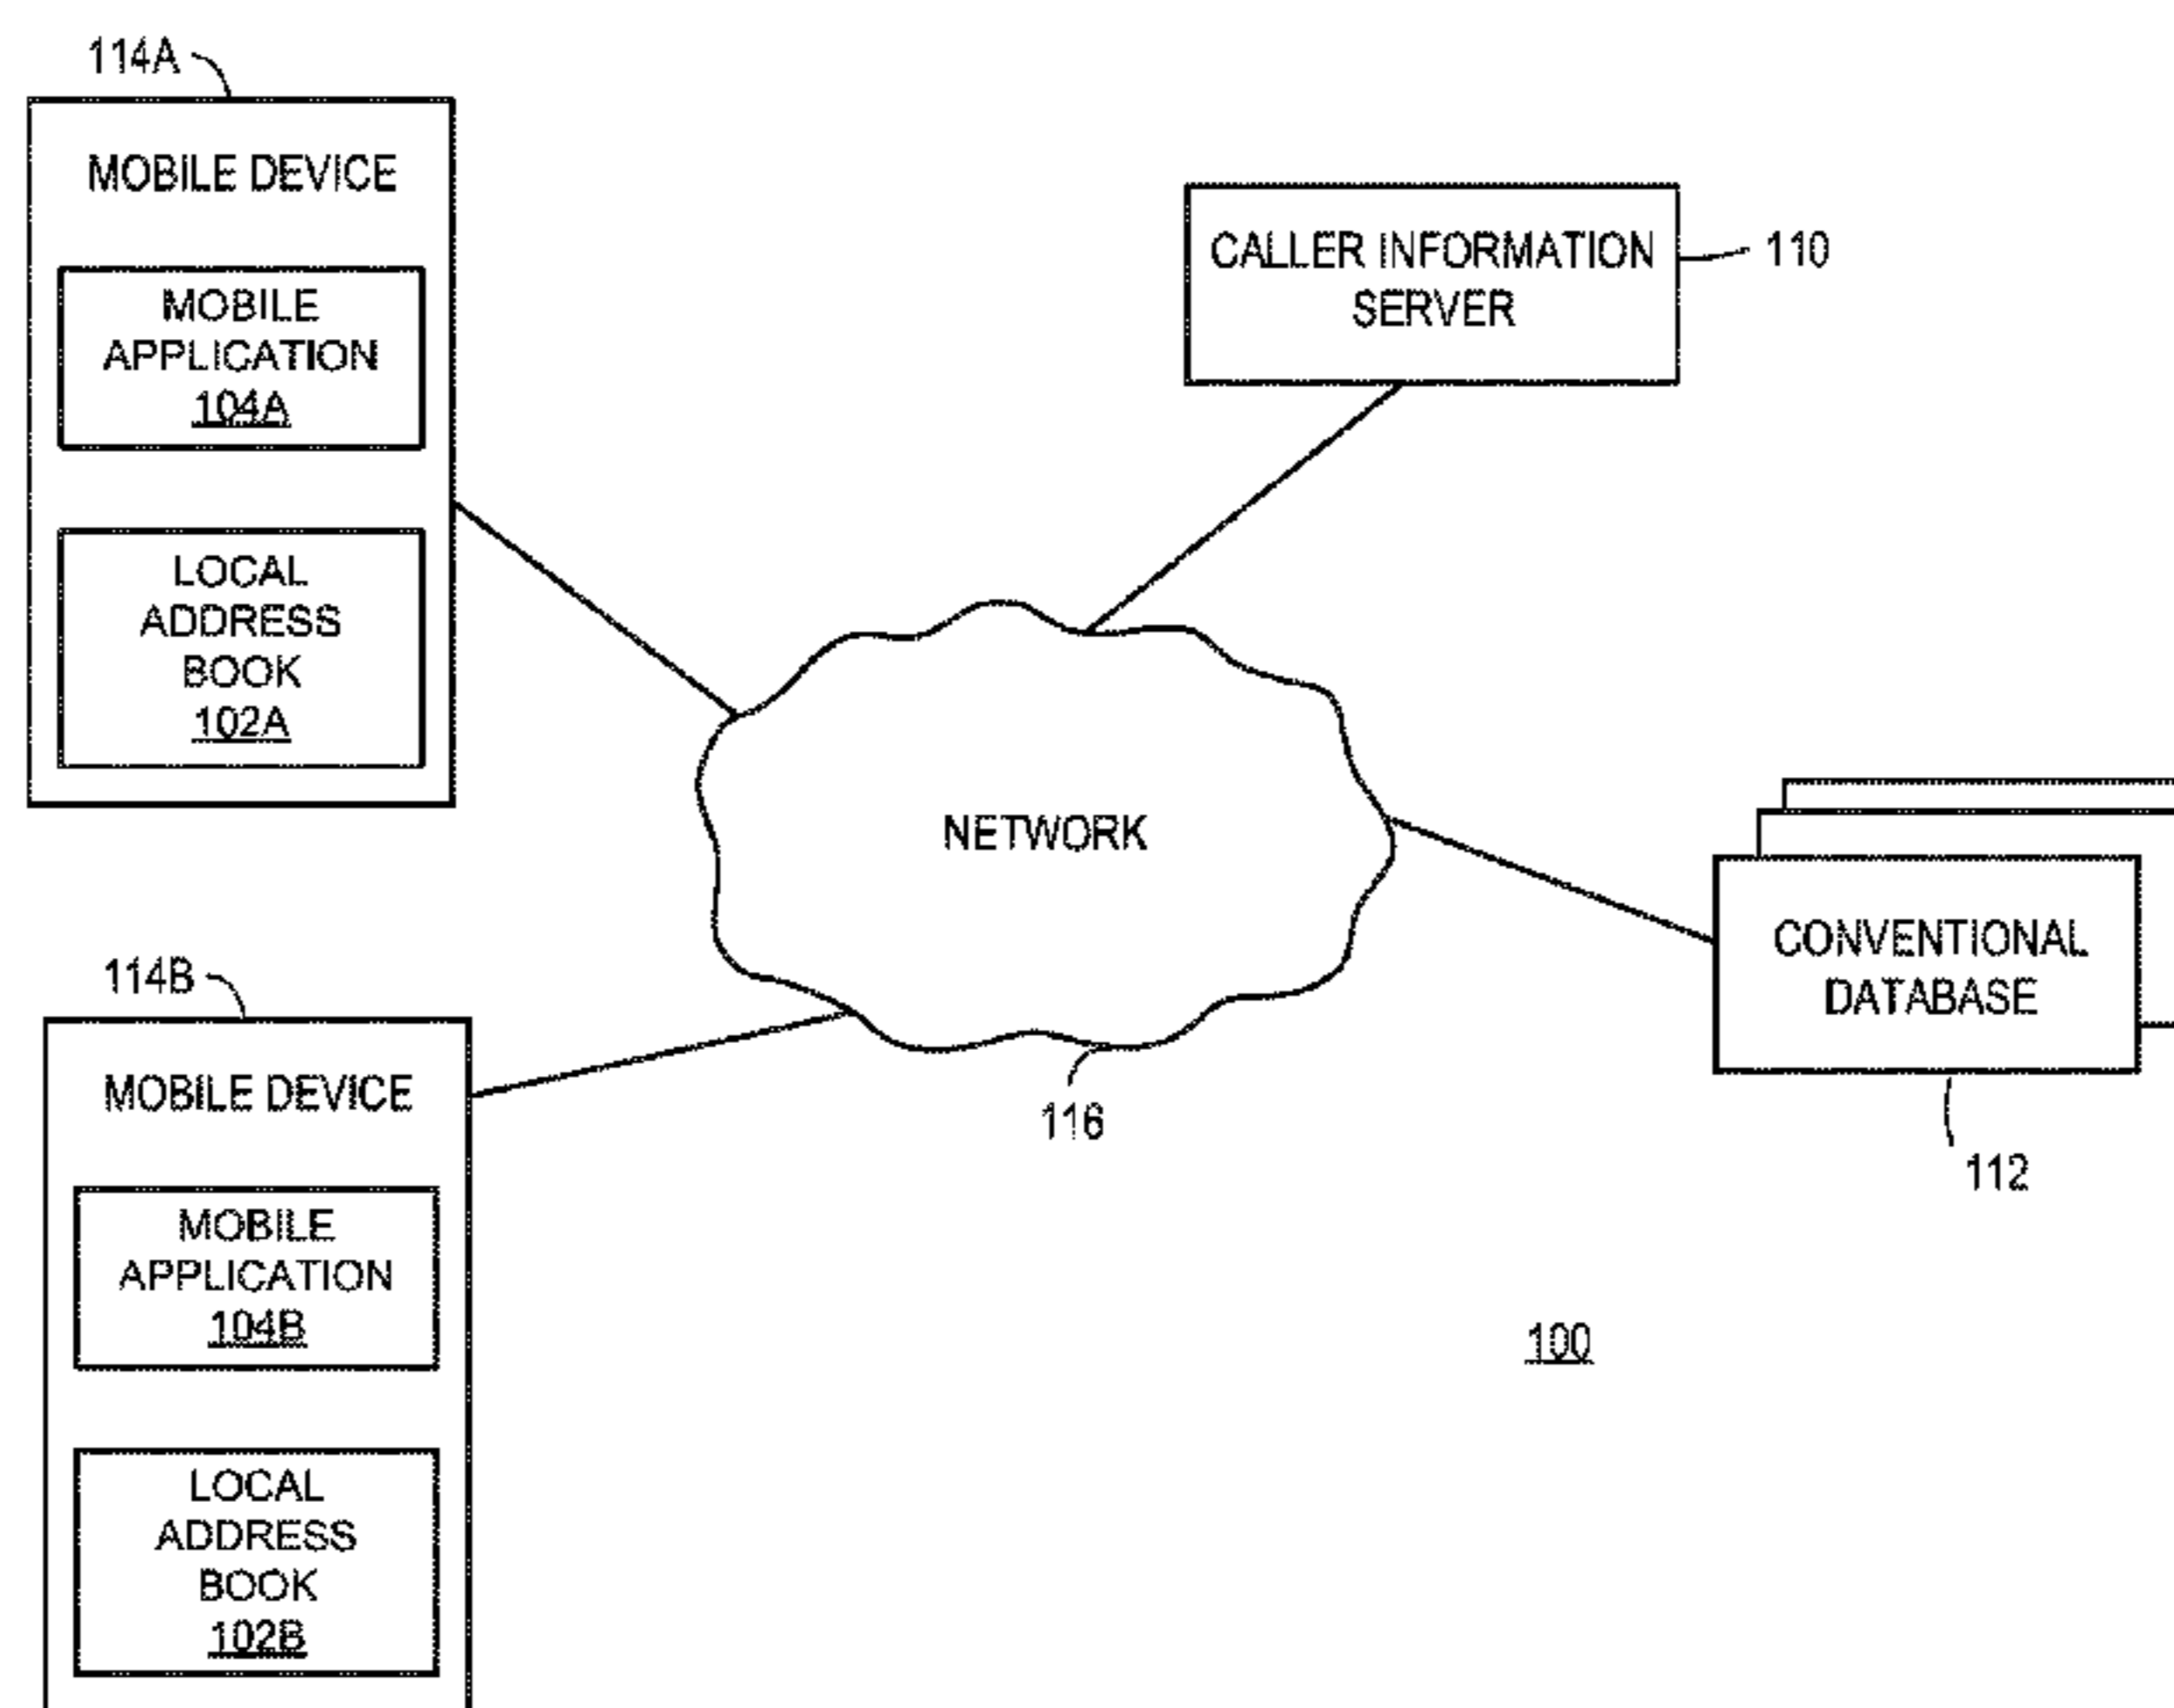 114A
MOBILE DEVICE
MOBILE
APPLICATION
104A
LOCAL
ADDRESS
BOOK
102A
CALLER INFORMATION
SERVER
110
NETWORK
116
CONVENTIONAL
DATABASE
112
114B
MOBILE DEVICE
MOBILE
APPLICATION
104B
LOCAL
ADDRESS
BOOK
102B
100